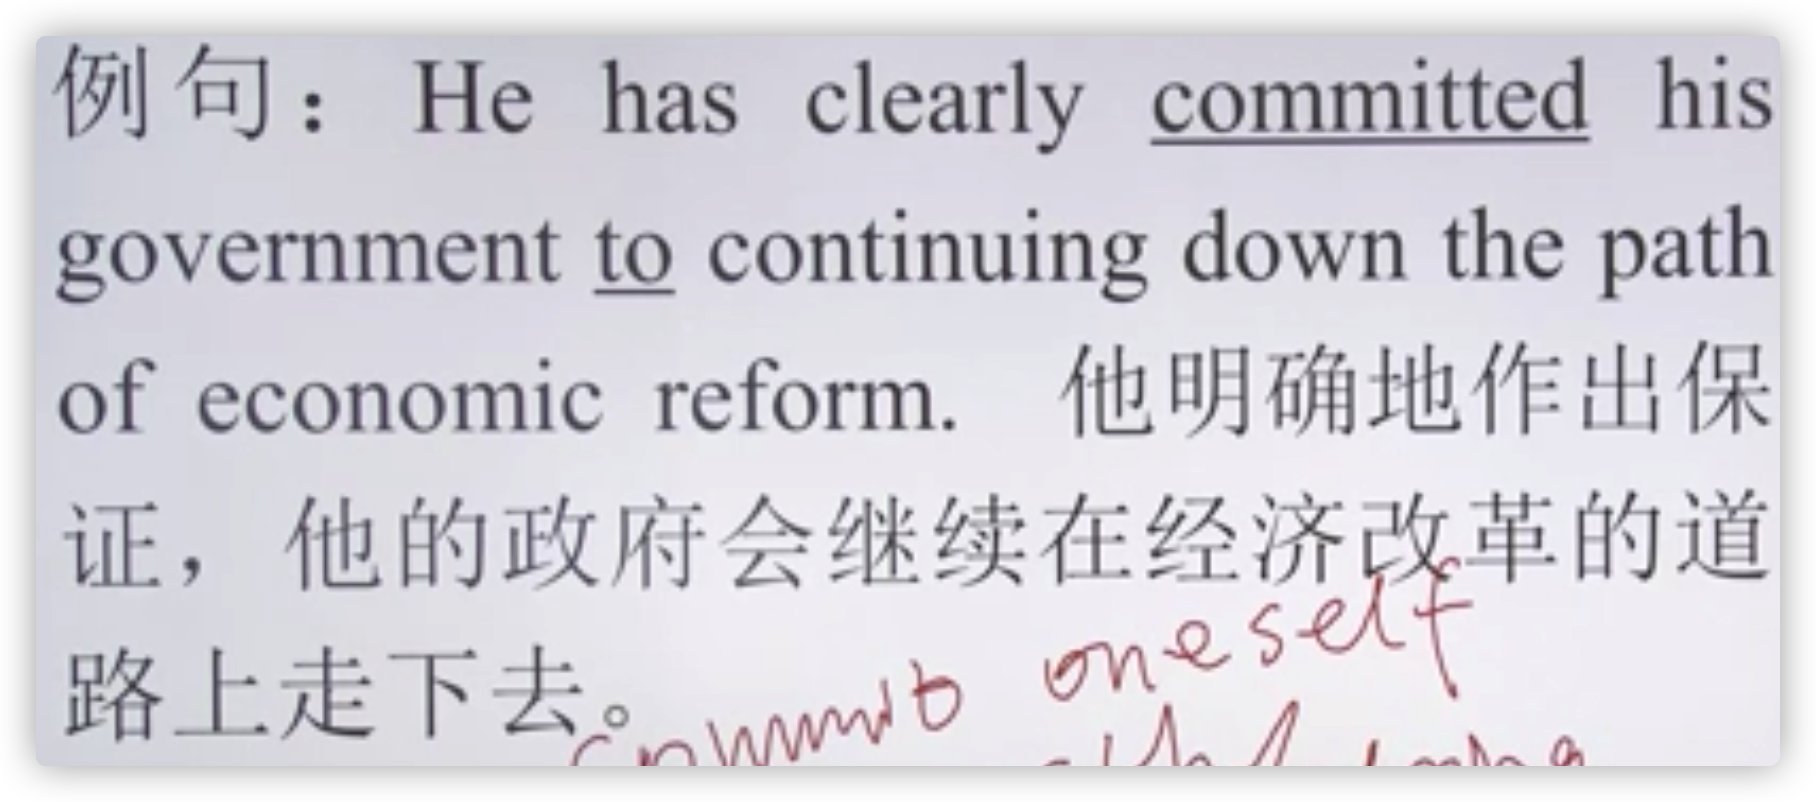 例句：He has clearly committed his
government to continuing down the path
of economic reform. 他明确地作出保
证，他的政府会继续在经济改革的道
路上走下去。
commit oneself